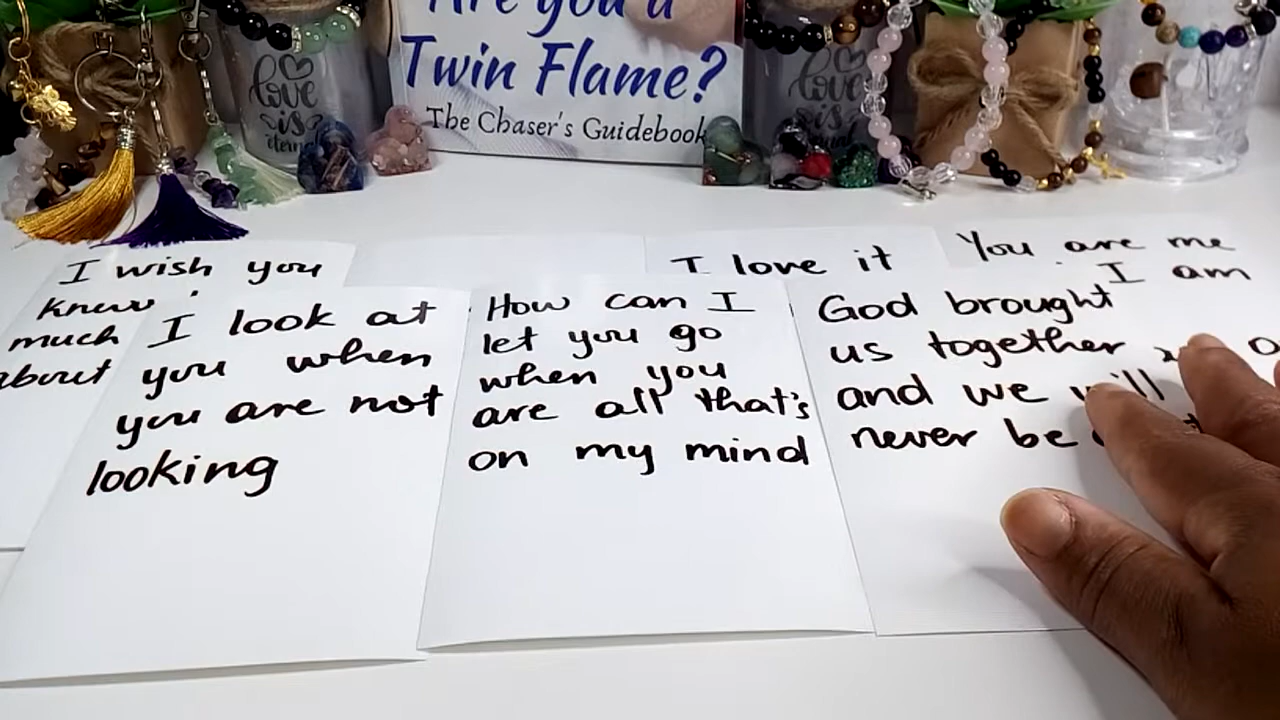 Are you a
Twin Flame?
The Chaser's Guidebook
love
is
love
is
I wish you
knew
much
about
I love it
You are me
I am
I look at
you when
you are not
looking
How can I
let you go
when you
are all that's
on my mind
God brought
us together
and we will
never be